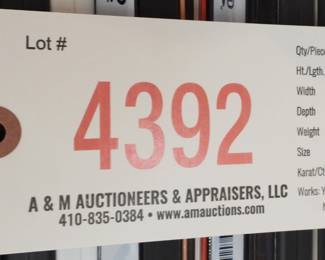 Lot #
4392
A & M AUCTIONEERS & APPRAISERS, LLC
410-835-0384 • www.amauctions.com
Qty/Piece
Ht./Lgth.
Width
Depth
Weight
Size
Karat/Ct
Works: Y